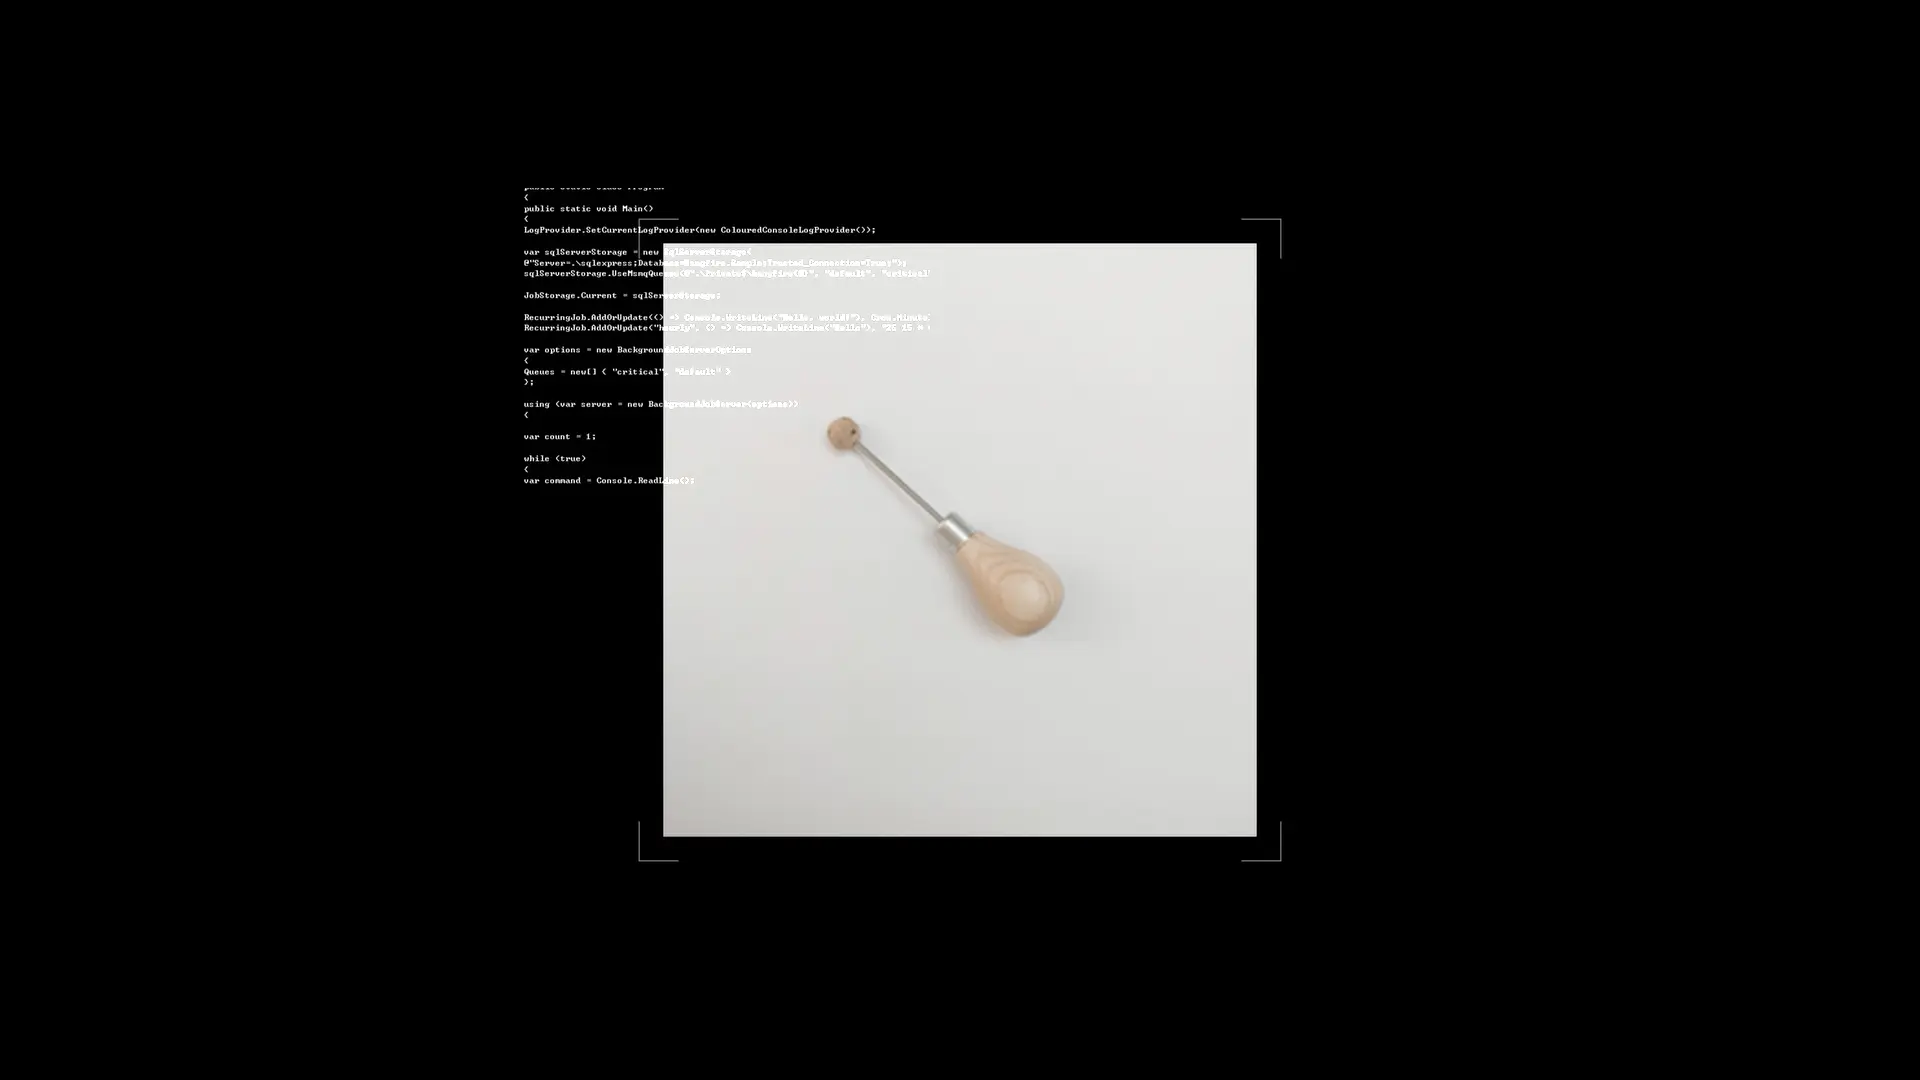 {
public static void Main()
{
LogProvider.SetCurrentLogProvider(new ColouredConsoleLogProvider());
var sqlServerStorage = new SqlServerStorage(
@"Server=.\sqlexpress;Database=Hangfire.Sample;Trusted_Connection=True;");
sqlServerStorage.UseMsmqQueues(@".\Private$\hangfire{0}", "default", "critical"
JobStorage.Current = sqlServerStorage;
RecurringJob.AddOrUpdate(() => Console.WriteLine("Hello, world!"), Cron.Minute
RecurringJob.AddOrUpdate("hourly", () => Console.WriteLine("Hello"), "25 15 * *
var options = new BackgroundJobServerOptions
{
Queues = new[] { "critical", "default" }
};
using (var server = new BackgroundJobServer(options))
{
var count = 1;
while (true)
{
var command = Console.ReadLine();